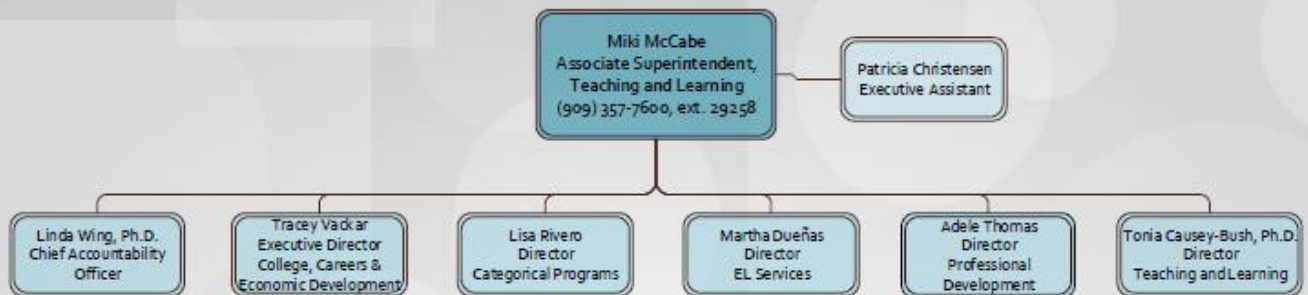 Miki McCabe
Associate Superintendent,
Teaching and Learning
(909) 357-7600, ext. 29258
Patricia Christensen
Executive Assistant
Linda Wing, Ph.D.
Chief Accountability
Officer
Tracey Vackar
Executive Director
College, Careers &
Economic Development
Lisa Rivero
Director
Categorical Programs
Martha Dueñas
Director
EL Services
Adele Thomas
Director
Professional
Development
Tonia Causey-Bush, Ph.D.
Director
Teaching and Learning